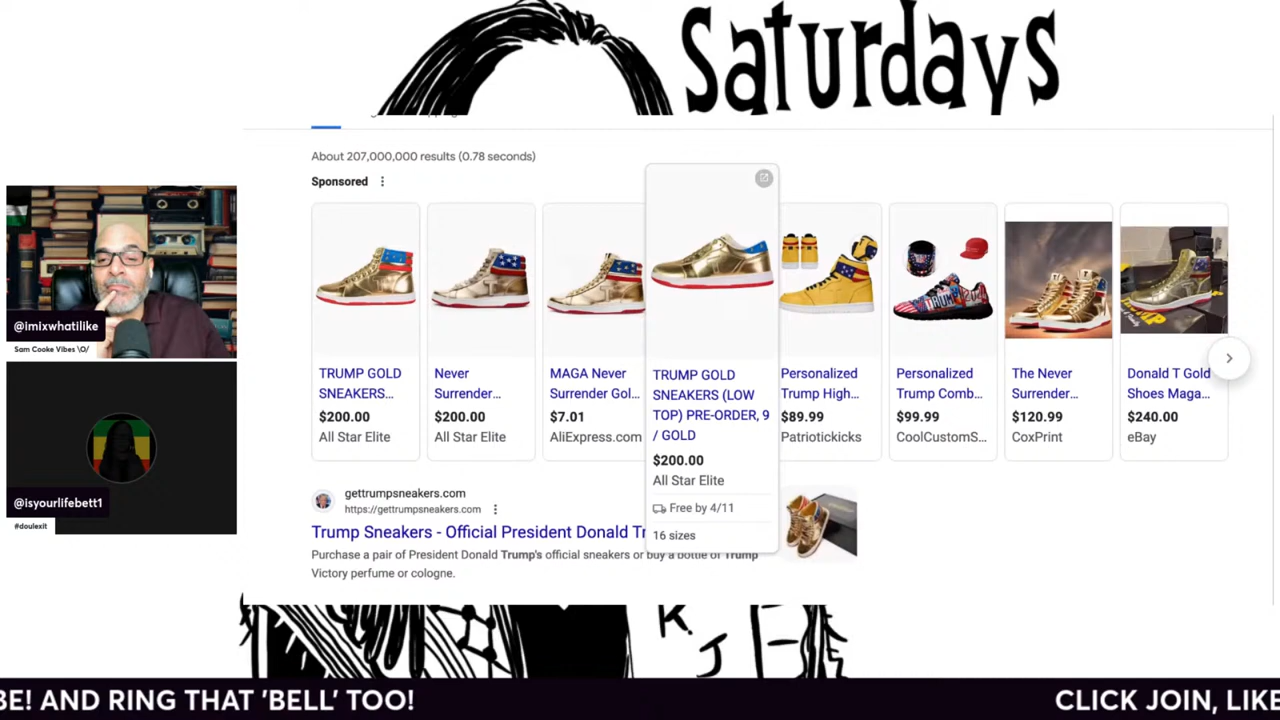 Saturdays
About 207,000,000 results (0.78 seconds)
Sponsored
TRUMP GOLD
SNEAKERS...
$200.00
All Star Elite
Never
Surrender...
$200.00
All Star Elite
MAGA Never
Surrender Gol...
$7.01
AliExpress.com
TRUMP GOLD
SNEAKERS (LOW
TOP) PRE-ORDER, 9
/ GOLD
$200.00
All Star Elite
Free by 4/11
16 sizes
Personalized
Trump High...
$89.99
Patriotickicks
Personalized
Trump Comb...
$99.99
CoolCustomS...
The Never
Surrender...
$120.99
CoxPrint
Donald T Gold
Shoes Maga...
$240.00
eBay
gettrumpsneakers.com
https://gettrumpsneakers.com
Trump Sneakers - Official President Donald Tr
Purchase a pair of President Donald Trump's official sneakers or buy a bottle of Trump
Victory perfume or cologne.
@imixwhatilike
Sam Cooke Vibes \O/
@isyourlifebett1
#doulexit
K.
J
BE! AND RING THAT 'BELL' TOO!
CLICK JOIN, LIKE